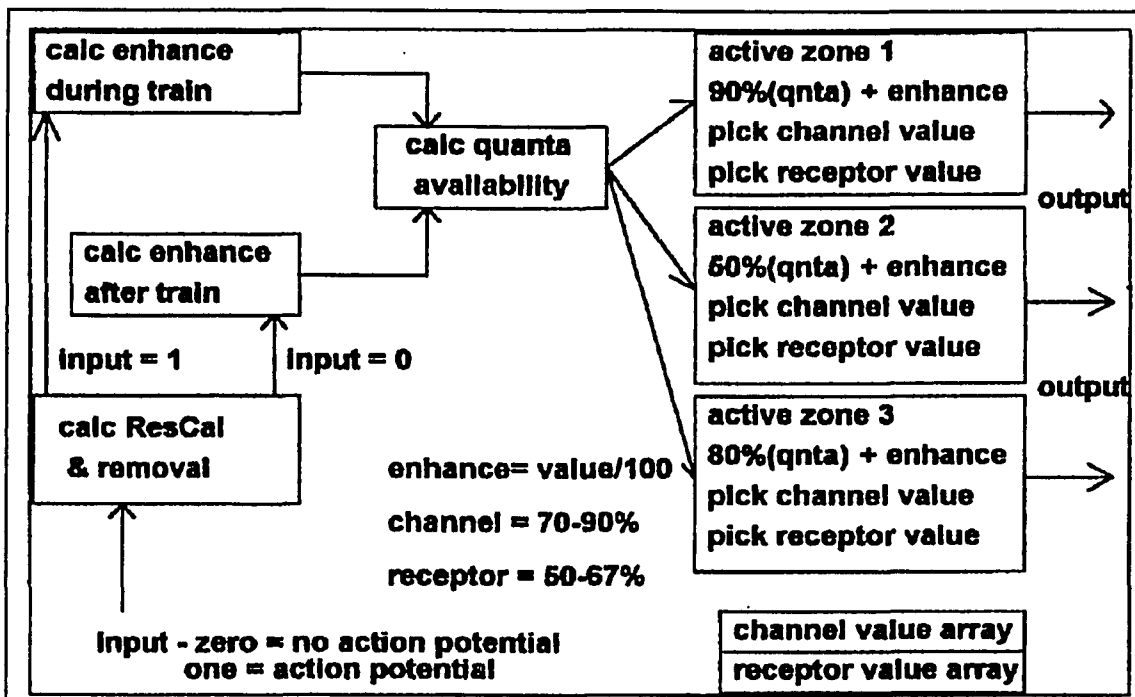 calc enhance
during train
calc quanta
availability
calc enhance
after train
input = 1
input = 0
calc ResCal
& removal
Input - zero = no action potential
one = action potential
enhance= value/100
channel = 70-90%
receptor = 50-67%
active zone 1
90%(qnta) + enhance
pick channel value
pick receptor value
output
active zone 2
50%(qnta) + enhance
pick channel value
pick receptor value
output
active zone 3
80%(qnta) + enhance
pick channel value
pick receptor value
channel value array
receptor value array